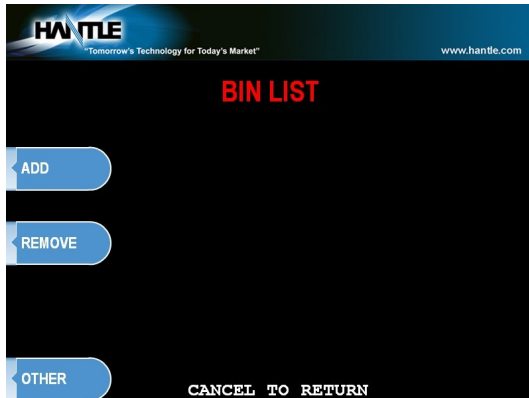 HANTLE
"Tomorrow's Technology for Today's Market"
www.hantle.com
BIN LIST
ADD
REMOVE
OTHER
CANCEL TO RETURN